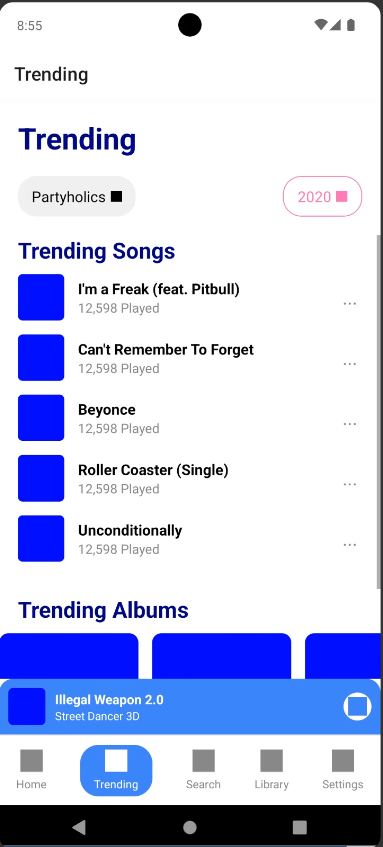 8:55
Trending
Trending
Partyholics
2020
Trending Songs
I'm a Freak (feat. Pitbull)
12,598 Played
...
Can't Remember To Forget
12,598 Played
...
Beyonce
12,598 Played
...
Roller Coaster (Single)
12,598 Played
...
Unconditionally
12,598 Played
...
Trending Albums
Illegal Weapon 2.0
Street Dancer 3D
Home Trending Search Library Settings